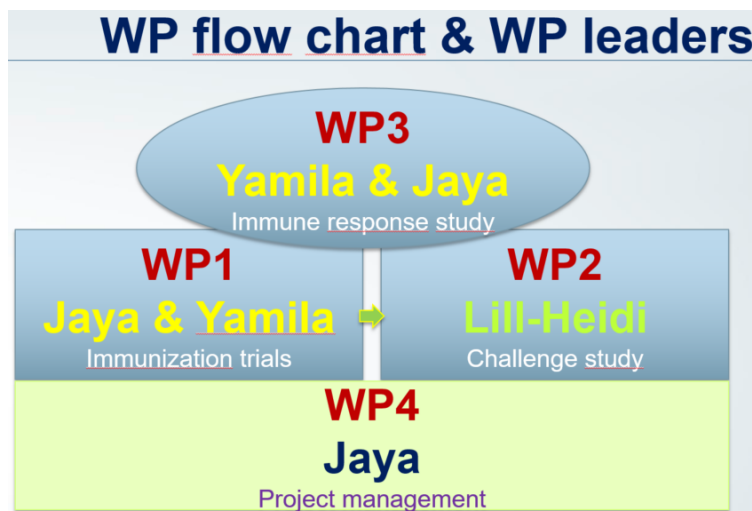 WP flow chart & WP leaders
WP3
Yamila & Jaya
Immune response study
WP1
Jaya & Yamila
Immunization trials
WP2
Lill-Heidi
Challenge study
WP4
Jaya
Project management